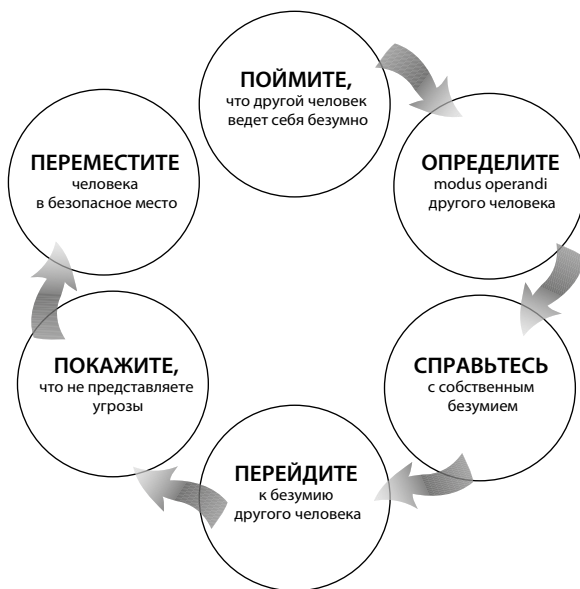 ПОЙМИТЕ,
что другой человек
ведет себя безумно
ОПРЕДЕЛИТЕ
modus operandi
другого человека
СПРАВЬТЕСЬ
с собственным
безумием
ПЕРЕЙДИТЕ
к безумию
другого человека
ПОКАЖИТЕ,
что не представляете
угрозы
ПЕРЕМЕСТИТЕ
человека
в безопасное место